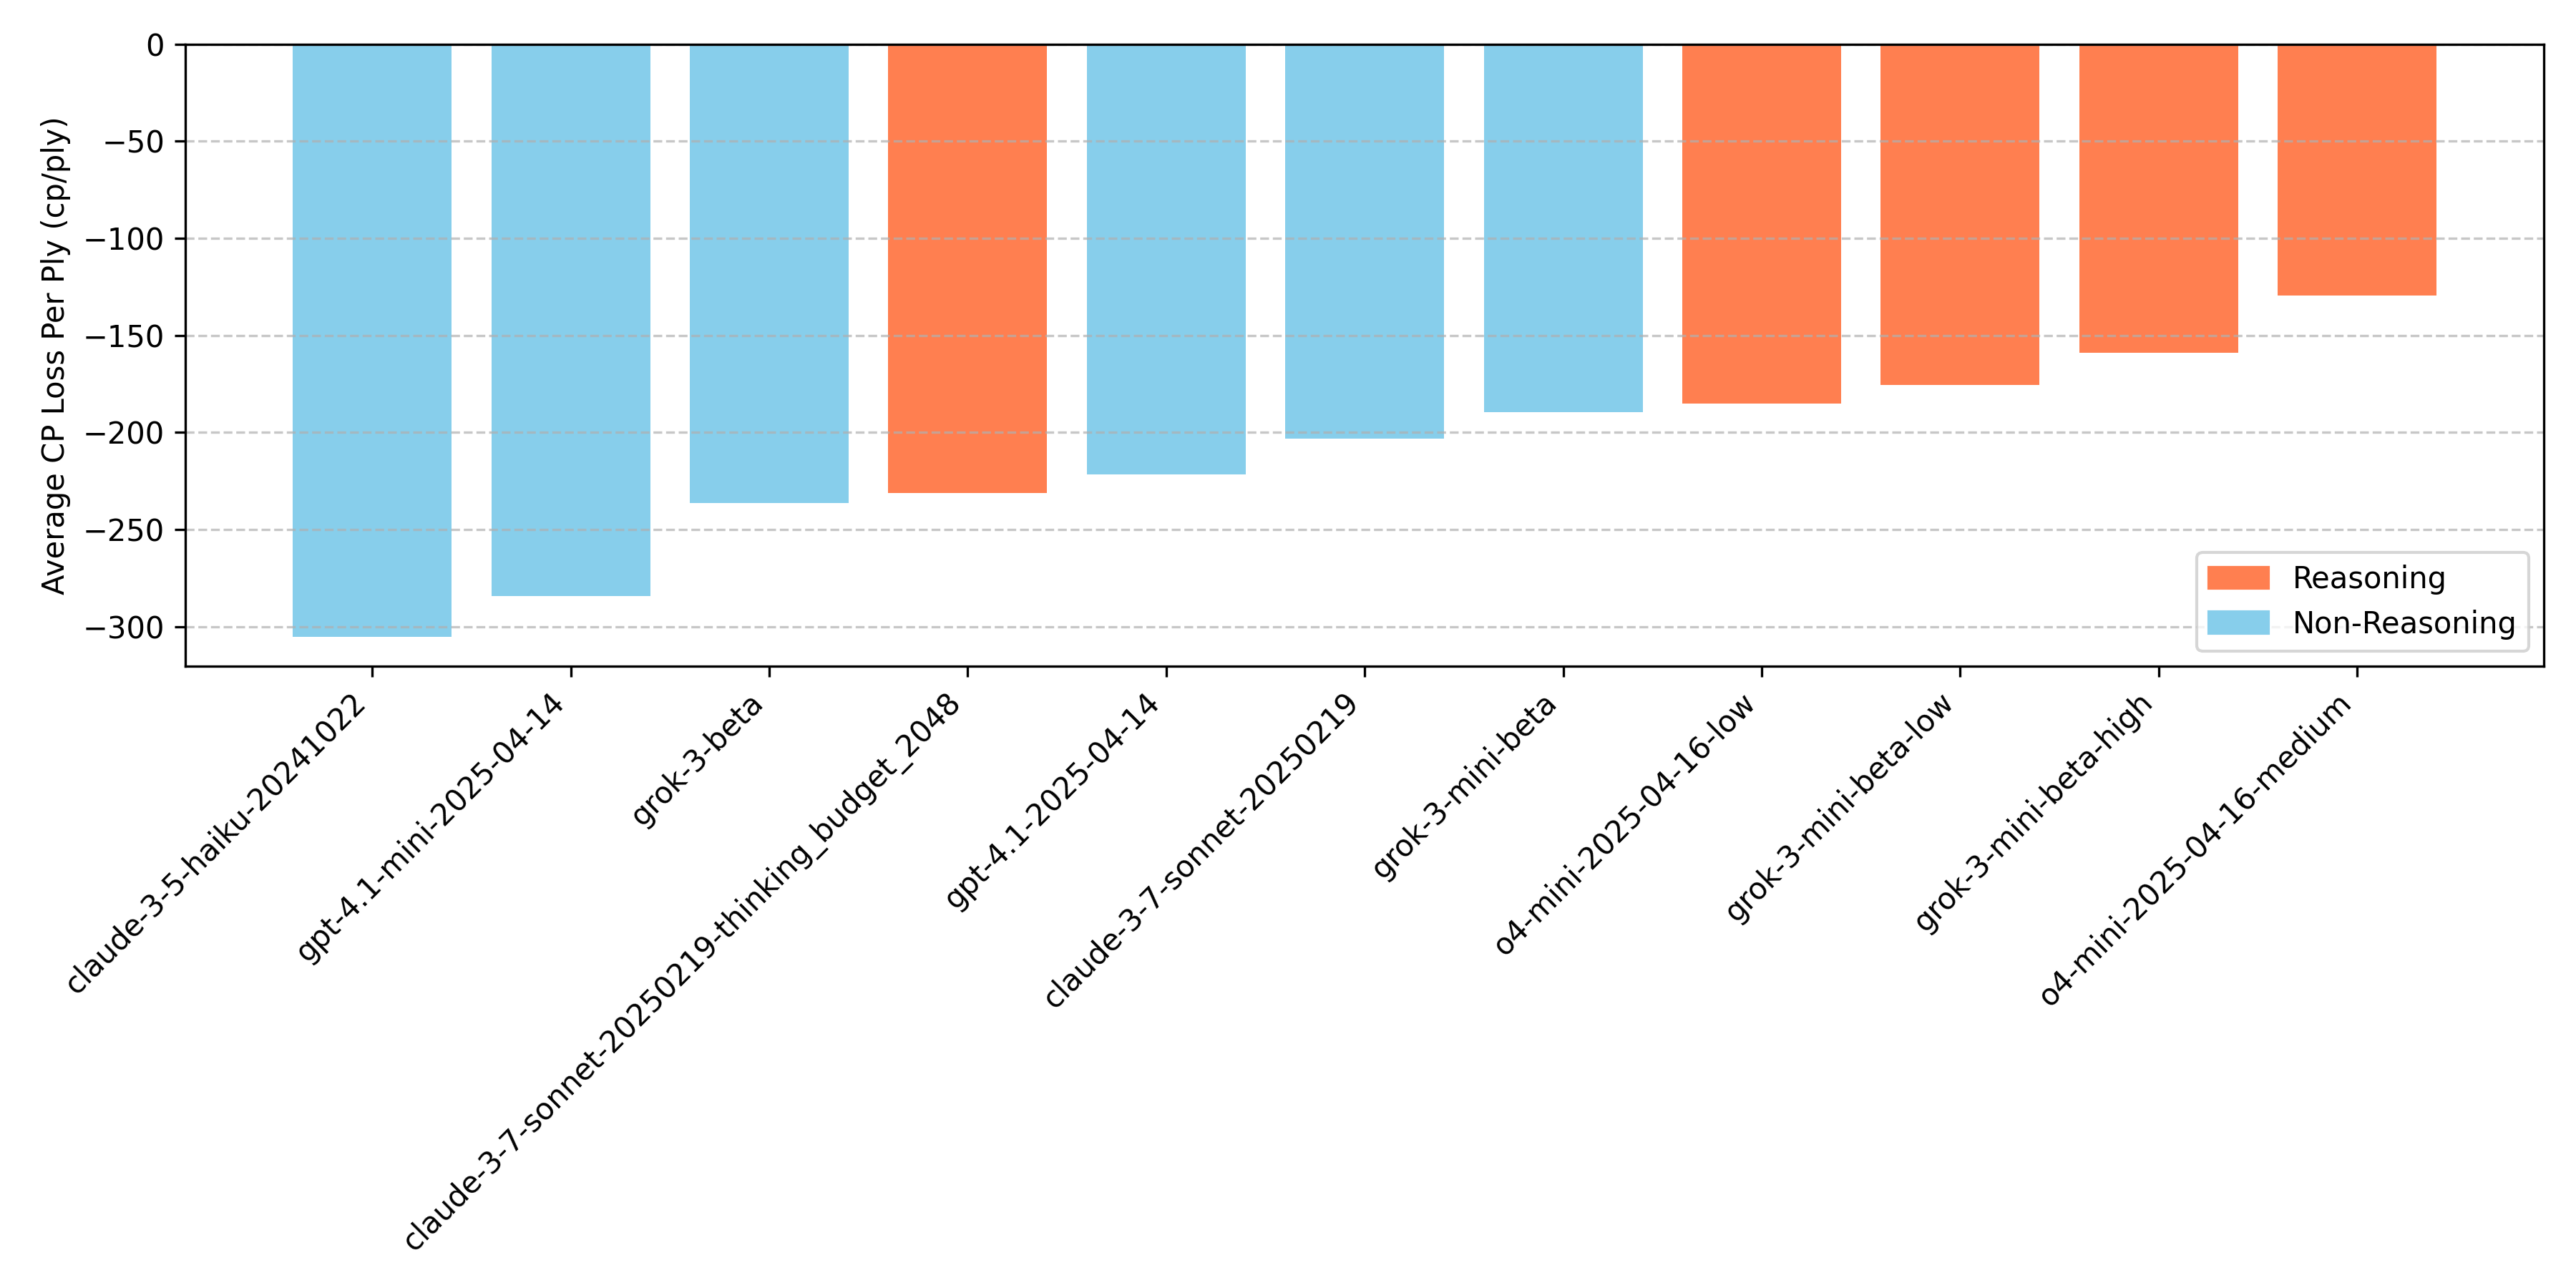 Average CP Loss Per Ply (cp/ply)
0
−50
−100
−150
−200
−250
−300
Reasoning
Non-Reasoning
claude-3-5-haiku-20241022
gpt-4.1-mini-2025-04-14
grok-3-beta
claude-3-7-sonnet-20250219-thinking_budget_2048
gpt-4.1-2025-04-14
claude-3-7-sonnet-20250219
grok-3-mini-beta
o4-mini-2025-04-16-low
grok-3-mini-beta-low
grok-3-mini-beta-high
o4-mini-2025-04-16-medium